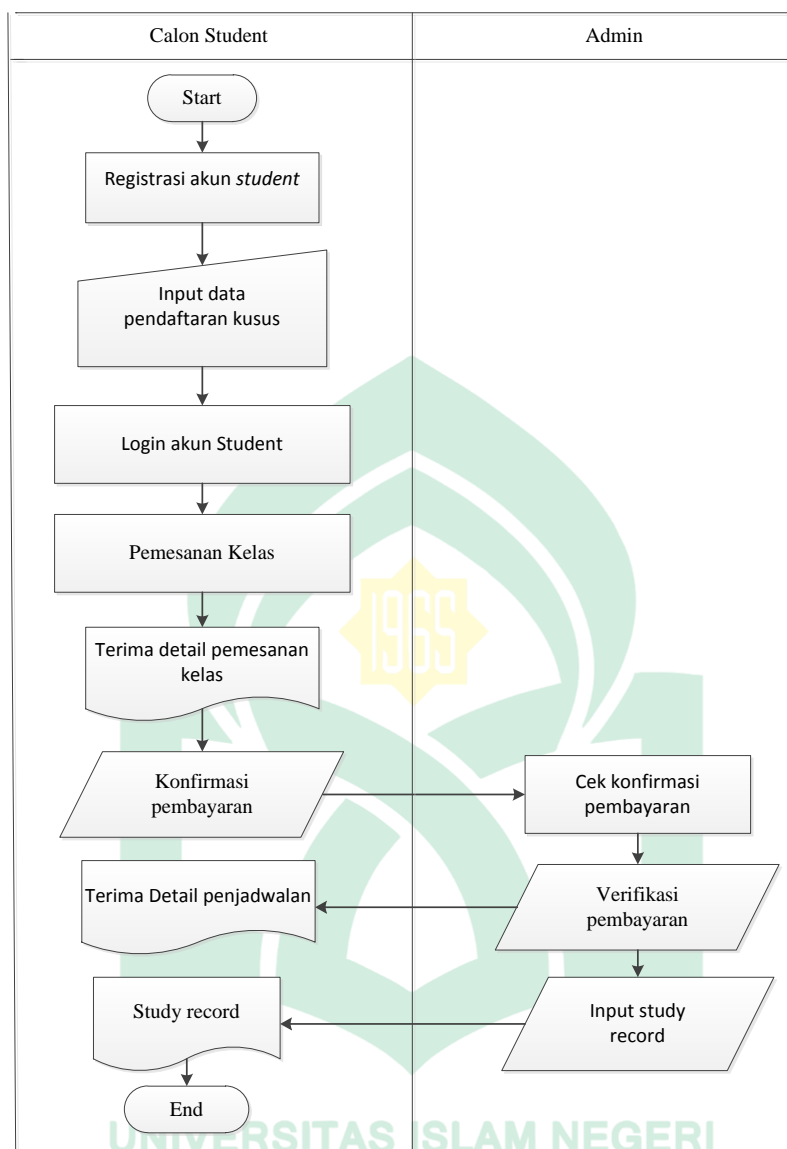 Calon Student
Admin
Start
Registrasi akun student
Input data
pendaftaran kusus
Login akun Student
Pemesanan Kelas
1965
Terima detail pemesanan
kelas
Konfirmasi
pembayaran
Cek konfirmasi
pembayaran
Terima Detail penjadwalan
Verifikasi
pembayaran
Study record
Input study
record
End
UNIVERSITAS ISLAM NEGERI